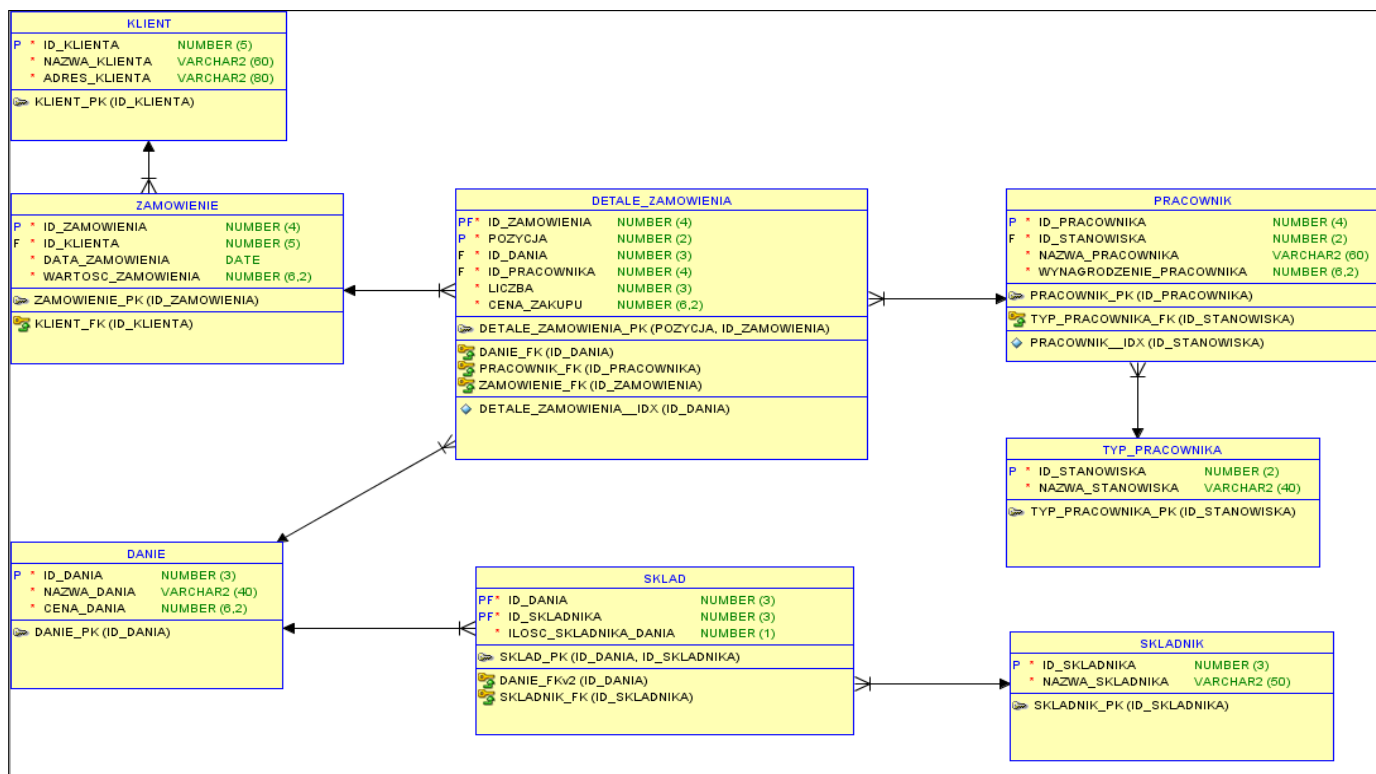 KLIENT
P * ID_KLIENTA NUMBER (5)
* NAZWA_KLIENTA VARCHAR2 (60)
* ADRES_KLIENTA VARCHAR2 (80)
KLIENT_PK (ID_KLIENTA)
ZAMOWIENIE
P * ID_ZAMOWIENIA NUMBER (4)
F * ID_KLIENTA NUMBER (5)
* DATA_ZAMOWIENIA DATE
* WARTOSC_ZAMOWIENIA NUMBER (6,2)
ZAMOWIENIE_PK (ID_ZAMOWIENIA)
KLIENT_FK (ID_KLIENTA)
DETALE_ZAMOWIENIA
PF* ID_ZAMOWIENIA NUMBER (4)
P * POZYCJA NUMBER (2)
F * ID_DANIA NUMBER (3)
F * ID_PRACOWNIKA NUMBER (4)
* LICZBA NUMBER (3)
* CENA_ZAKUPU NUMBER (6,2)
DETALE_ZAMOWIENIA_PK (POZYCJA, ID_ZAMOWIENIA)
DANIE_FK (ID_DANIA)
PRACOWNIK_FK (ID_PRACOWNIKA)
ZAMOWIENIE_FK (ID_ZAMOWIENIA)
DETALE_ZAMOWIENIA__IDX (ID_DANIA)
PRACOWNIK
P * ID_PRACOWNIKA NUMBER (4)
F * ID_STANOWISKA NUMBER (2)
* NAZWA_PRACOWNIKA VARCHAR2 (60)
* WYNAGRODZENIE_PRACOWNIKA NUMBER (6,2)
PRACOWNIK_PK (ID_PRACOWNIKA)
TYP_PRACOWNIKA_FK (ID_STANOWISKA)
PRACOWNIK__IDX (ID_STANOWISKA)
TYP_PRACOWNIKA
P * ID_STANOWISKA NUMBER (2)
* NAZWA_STANOWISKA VARCHAR2 (40)
TYP_PRACOWNIKA_PK (ID_STANOWISKA)
DANIE
P * ID_DANIA NUMBER (3)
* NAZWA_DANIA VARCHAR2 (40)
* CENA_DANIA NUMBER (6,2)
DANIE_PK (ID_DANIA)
SKLAD
PF* ID_DANIA NUMBER (3)
PF* ID_SKLADNIKA NUMBER (3)
* ILOSC_SKLADNIKA_DANIA NUMBER (1)
SKLAD_PK (ID_DANIA, ID_SKLADNIKA)
DANIE_FKv2 (ID_DANIA)
SKLADNIK_FK (ID_SKLADNIKA)
SKLADNIK
P * ID_SKLADNIKA NUMBER (3)
* NAZWA_SKLADNIKA VARCHAR2 (50)
SKLADNIK_PK (ID_SKLADNIKA)